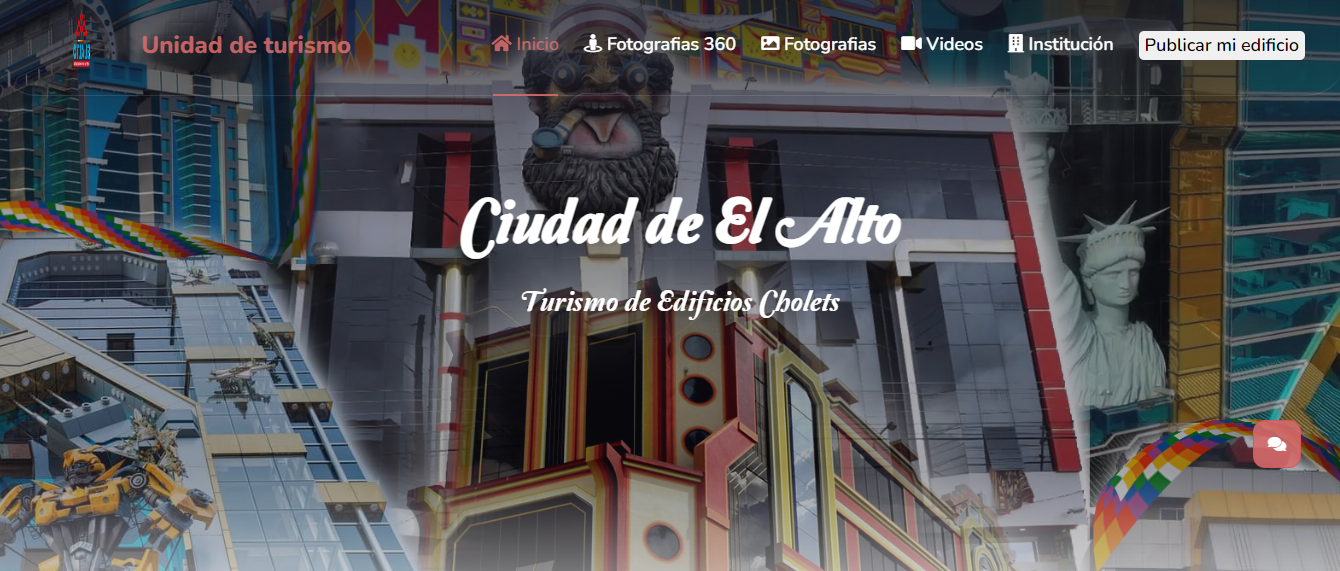 Unidad de turismo
Inicio
Fotografias 360
Fotografias
Videos
Institución
Publicar mi edificio
Ciudad de El Alto
Turismo de Edificios Cholets